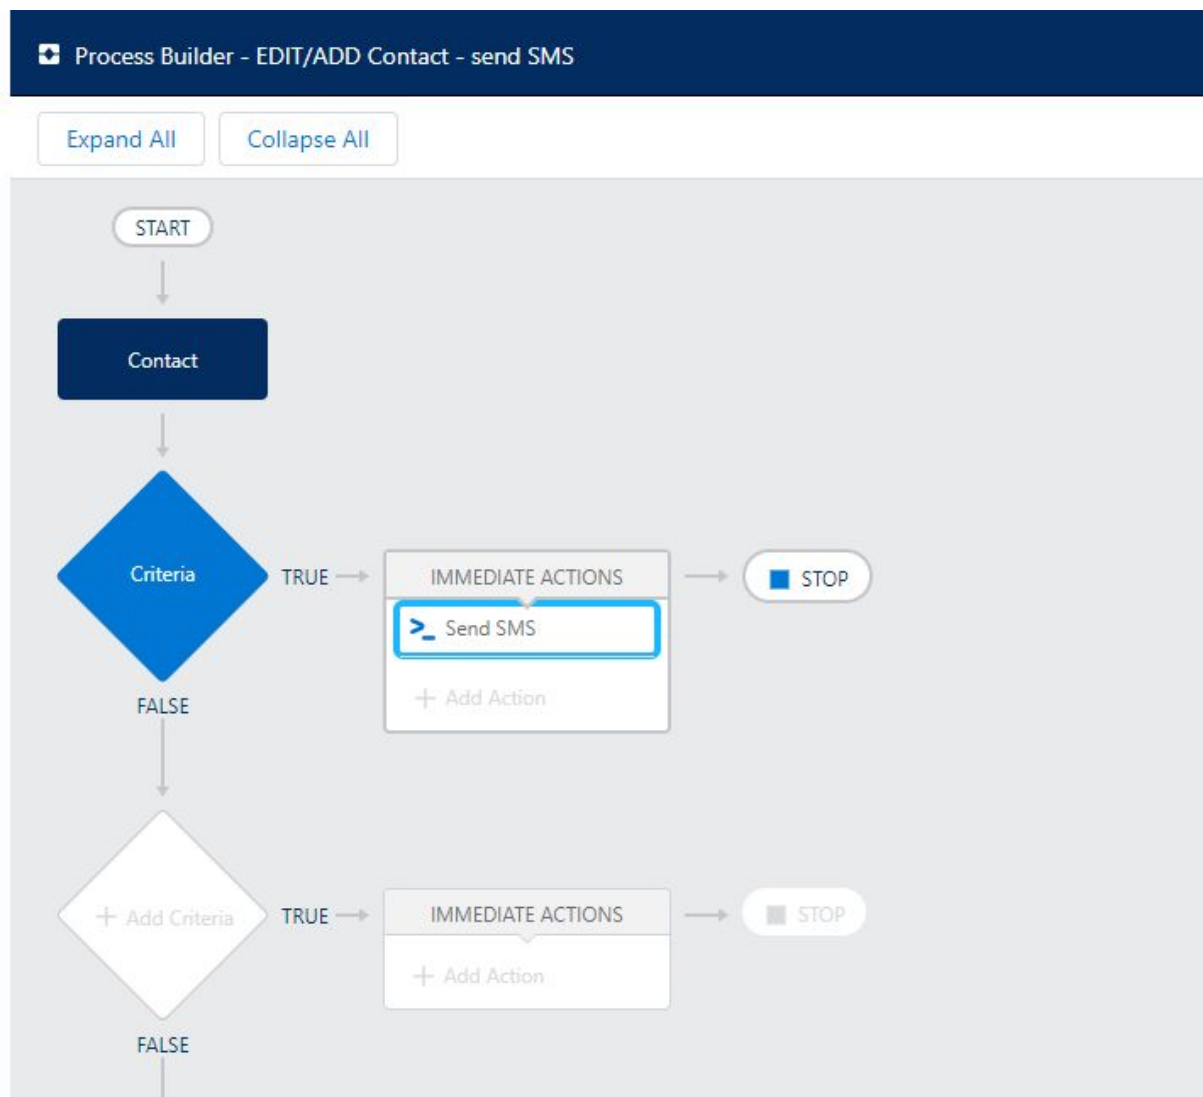 Process Builder - EDIT/ADD Contact - send SMS
Expand All
Collapse All
START
Contact
Criteria
TRUE
IMMEDIATE ACTIONS
STOP
Send SMS
+ Add Action
FALSE
+ Add Criteria
TRUE
IMMEDIATE ACTIONS
STOP
+ Add Action
FALSE